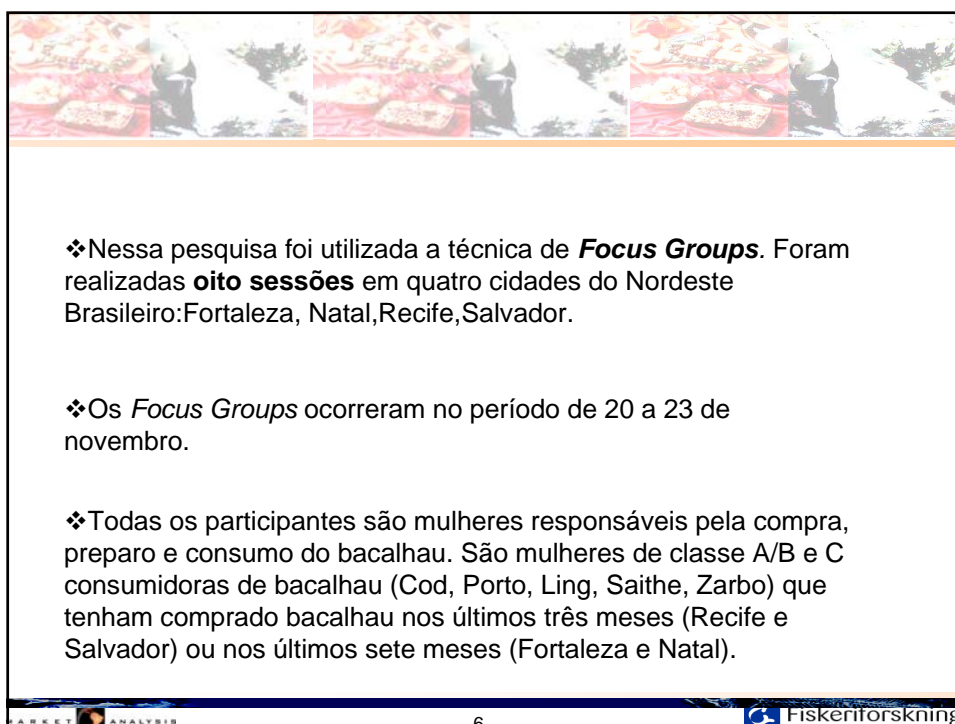 ❖Nessa pesquisa foi utilizada a técnica de Focus Groups. Foram
realizadas oito sessões em quatro cidades do Nordeste
Brasileiro:Fortaleza, Natal,Recife,Salvador.
❖Os Focus Groups ocorreram no período de 20 a 23 de
novembro.
❖Todas os participantes são mulheres responsáveis pela compra,
preparo e consumo do bacalhau. São mulheres de classe A/B e C
consumidoras de bacalhau (Cod, Porto, Ling, Saithe, Zarbo) que
tenham comprado bacalhau nos últimos três meses (Recife e
Salvador) ou nos últimos sete meses (Fortaleza e Natal).
ARKET ANALYSIS 6 Fiskeriforskning